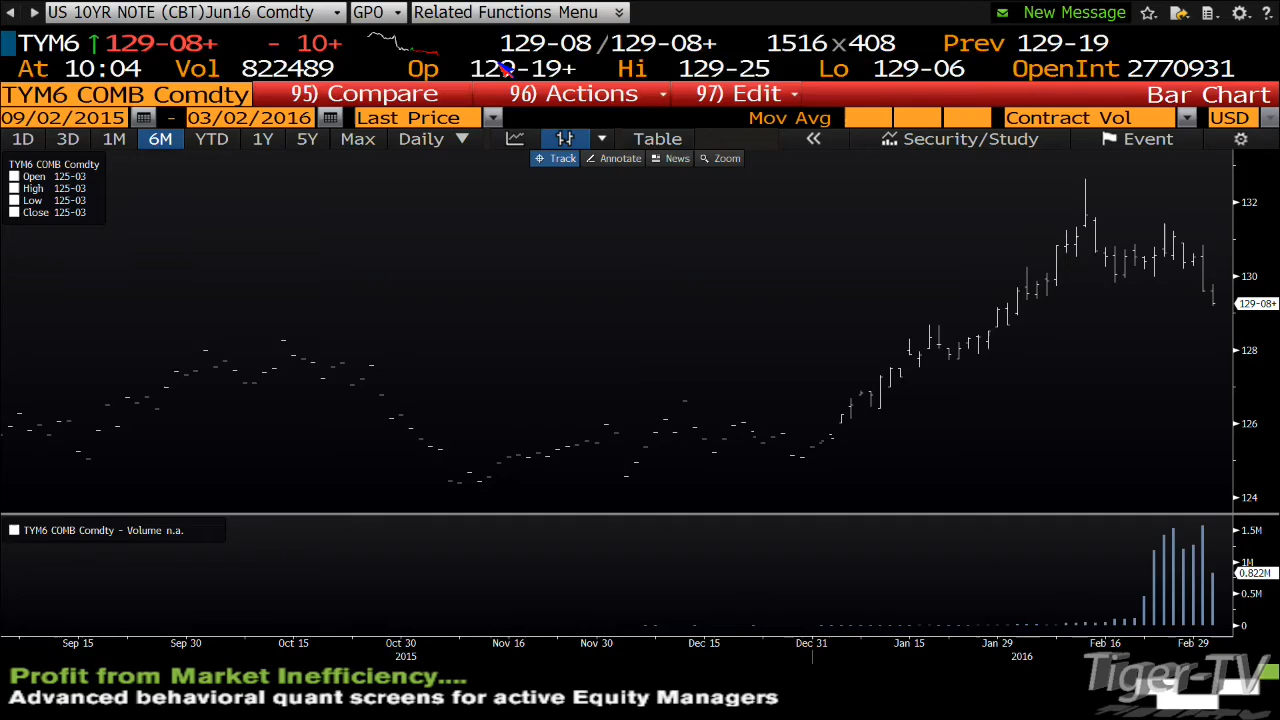 US 10YR NOTE (CBT)Jun16 Comdty GPO Related Functions Menu New Message
TYM6 ↑129-08+ - 10+ 129-08/129-08+ 1516x408 Prev 129-19
At 10:04 Vol 822489 Op 129-19+ Hi 129-25 Lo 129-06 OpenInt 2770931
TYM6 COMB Comdty 95) Compare 96) Actions 97) Edit Bar Chart
09/02/2015 - 03/02/2016 Last Price Mov Avg Contract Vol USD
1D 3D 1M 6M YTD 1Y 5Y Max Daily ▼ Table « Security/Study Event
Track Annotate News Zoom
TYM6 COMB Comdty
Open 125-03
High 125-03
Low 125-03
Close 125-03
132
130
129-08+
128
126
124
TYM6 COMB Comdty - Volume n.a.
1.5M
1M
0.822M
0.5M
0
Sep 15 Sep 30 Oct 15 Oct 30 Nov 16 Nov 30 Dec 15 Dec 31 Jan 15 Jan 29 Feb 16 Feb 29
2015 2016
Profit from Market Inefficiency....
Advanced behavioral quant screens for active Equity Managers
Tiger-TV